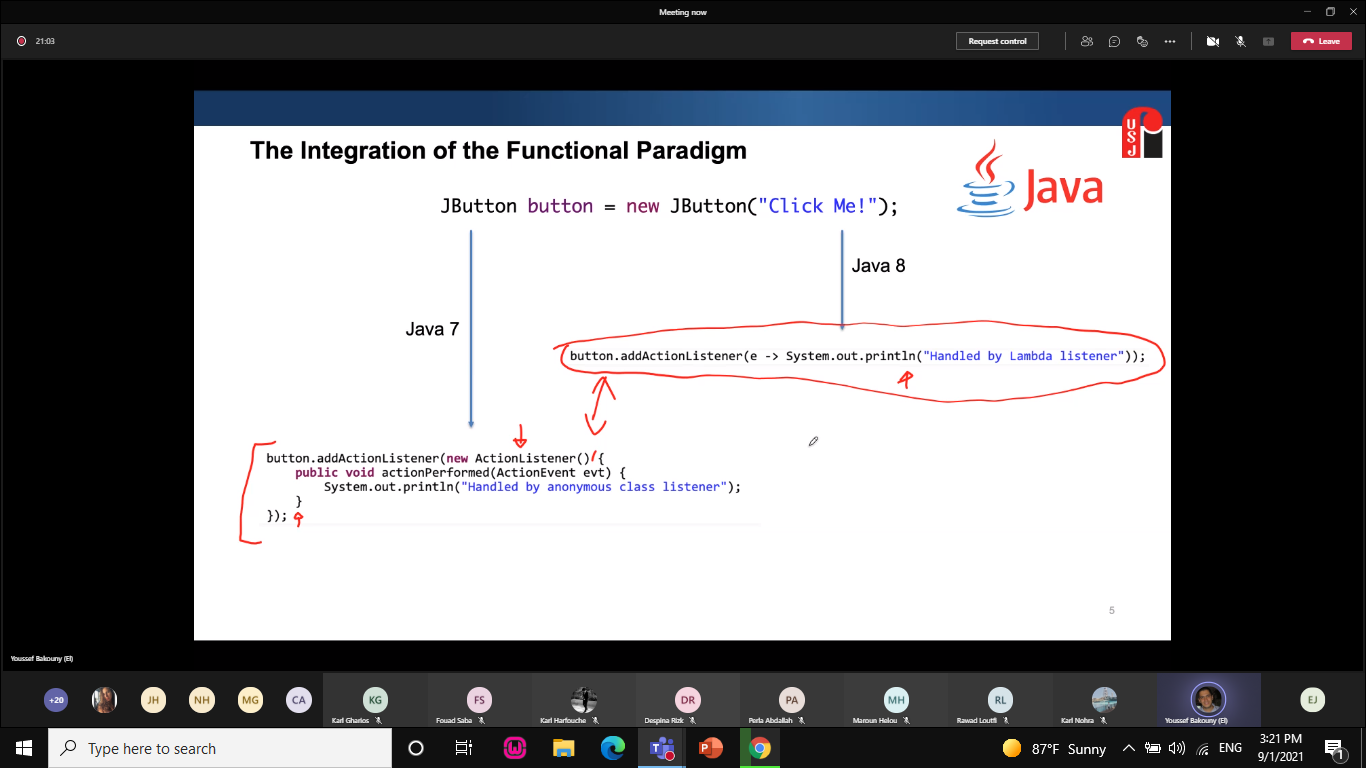 Meeting now
21:03
Request control
Leave
USJ
The Integration of the Functional Paradigm
Java
JButton button = new JButton("Click Me!");
Java 8
Java 7
button.addActionListener(e -> System.out.println("Handled by Lambda listener"));
button.addActionListener(new ActionListener() {
public void actionPerformed(ActionEvent evt) {
System.out.println("Handled by anonymous class listener");
}
});
5
Youssef Bakouny (El)
+20
JH
NH
MG
CA
KG
Karl Gharios
FS
Fouad Saba
Karl Harfouche
DR
Despina Rizk
PA
Perla Abdallah
MH
Maroun Helou
RL
Rawad Loutfi
Karl Nohra
Youssef Bakouny (El)
EJ
Type here to search
87°F Sunny
ENG
3:21 PM
9/1/2021
1